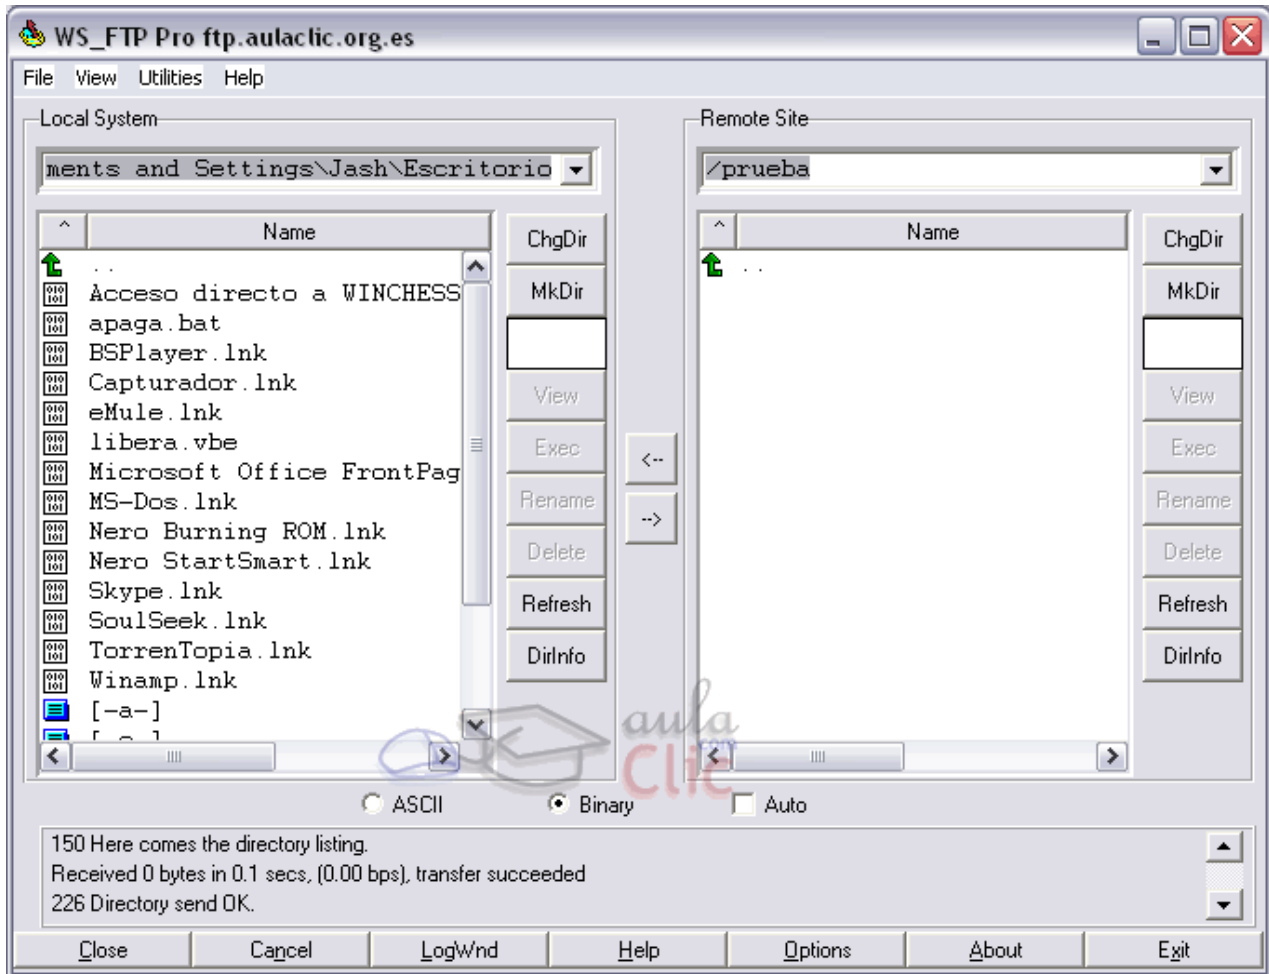 WS_FTP Pro ftp.aulaclic.org.es
File View Utilities Help
Local System
ments and Settings\Jash\Escritorio
^ Name
..
Acceso directo a WINCHESS
apaga.bat
BSPlayer.lnk
Capturador.lnk
eMule.lnk
libera.vbe
Microsoft Office FrontPag
MS-Dos.lnk
Nero Burning ROM.lnk
Nero StartSmart.lnk
Skype.lnk
SoulSeek.lnk
TorrenTopia.lnk
Winamp.lnk
[-a-]
ChgDir
MkDir
View
Exec
Rename
Delete
Refresh
DirInfo
<--
-->
Remote Site
/prueba
^ Name
..
ChgDir
MkDir
View
Exec
Rename
Delete
Refresh
DirInfo
aula
Clic
.com
ASCII Binary Auto
150 Here comes the directory listing.
Received 0 bytes in 0.1 secs, (0.00 bps), transfer succeeded
226 Directory send OK.
Close Cancel LogWnd Help Options About Exit